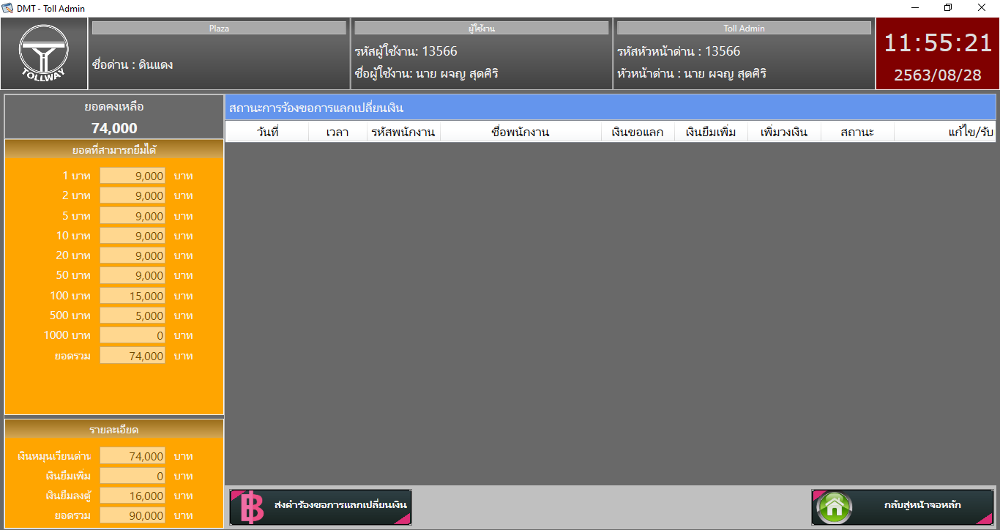 DMT - Toll Admin
TOLLWAY
Plaza
ชื่อด่าน : ดินแดง
ผู้ใช้งาน
รหัสผู้ใช้งาน: 13566
ชื่อผู้ใช้งาน: นาย ผจญ สุดศิริ
Toll Admin
รหัสหัวหน้าด่าน : 13566
หัวหน้าด่าน : นาย ผจญ สุดศิริ
11:55:21
2563/08/28
ยอดคงเหลือ
74,000
ยอดที่สามารถยืมได้
1 บาท 9,000 บาท
2 บาท 9,000 บาท
5 บาท 9,000 บาท
10 บาท 9,000 บาท
20 บาท 9,000 บาท
50 บาท 9,000 บาท
100 บาท 15,000 บาท
500 บาท 5,000 บาท
1000 บาท 0 บาท
ยอดรวม 74,000 บาท
รายละเอียด
เงินหมุนเวียนด่าน 74,000 บาท
เงินยืมเพิ่ม 0 บาท
เงินยืมลงตู้ 16,000 บาท
ยอดรวม 90,000 บาท
สถานะการร้องขอการแลกเปลี่ยนเงิน
วันที่ เวลา รหัสพนักงาน ชื่อพนักงาน เงินขอแลก เงินยืมเพิ่ม เพิ่มวงเงิน สถานะ แก้ไข/รับ
ส่งคำร้องขอการแลกเปลี่ยนเงิน
กลับสู่หน้าจอหลัก